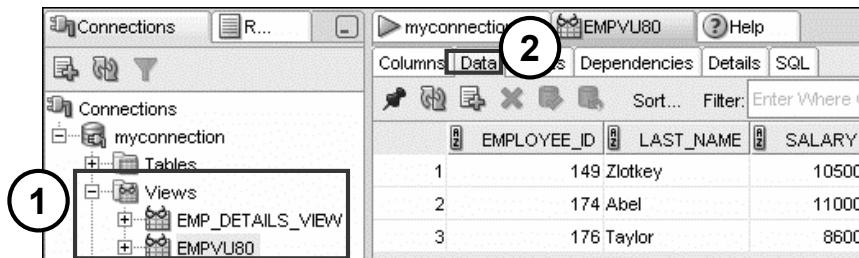 Connections R...
Connections
myconnection
Tables
Views
EMP_DETAILS_VIEW
EMPVU80
1
myconnection EMPVU80 Help
2
Columns Data Dependencies Details SQL
Sort... Filter: Enter Where
EMPLOYEE_ID LAST_NAME SALARY
1 149 Zlotkey 10500
2 174 Abel 11000
3 176 Taylor 8600